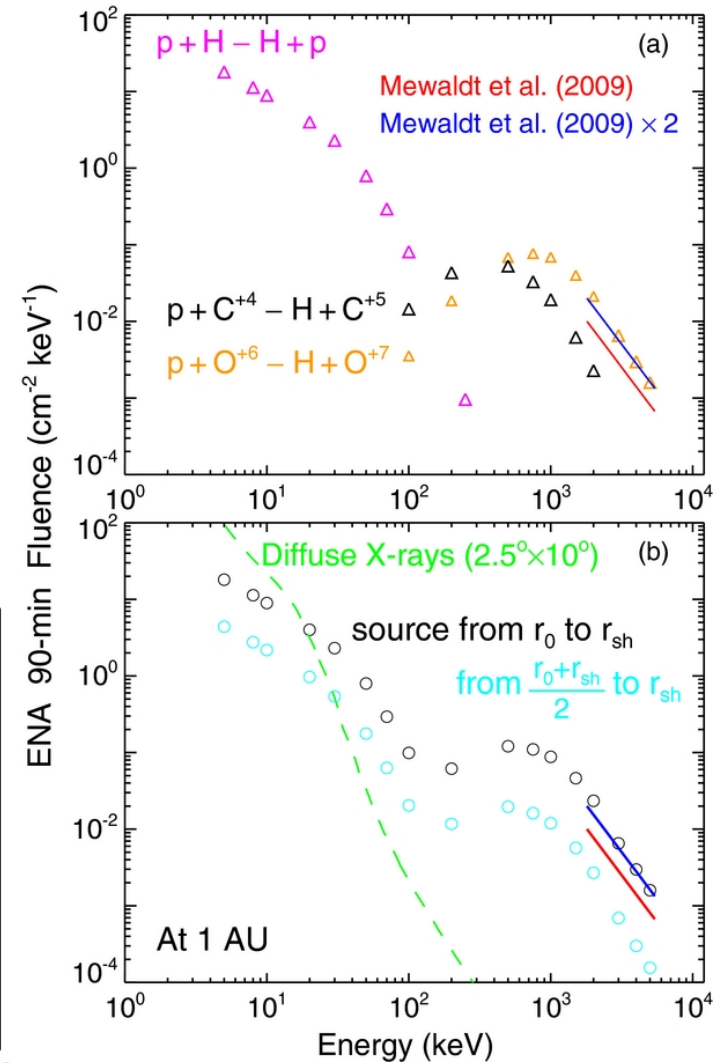 ENA 90-min Fluence (cm⁻² keV⁻¹)
10²
10⁰
10⁻²
10⁻⁴
p + H – H + p
(a)
Mewaldt et al. (2009)
Mewaldt et al. (2009) × 2
p + C⁺⁴ – H + C⁺⁵
p + O⁺⁶ – H + O⁺⁷
10⁰ 10¹ 10² 10³ 10⁴
10²
10⁰
10⁻²
10⁻⁴
Diffuse X-rays (2.5°×10°)
(b)
source from r₀ to rₛₕ
from (r₀+rₛₕ)/2 to rₛₕ
At 1 AU
10⁰ 10¹ 10² 10³ 10⁴
Energy (keV)